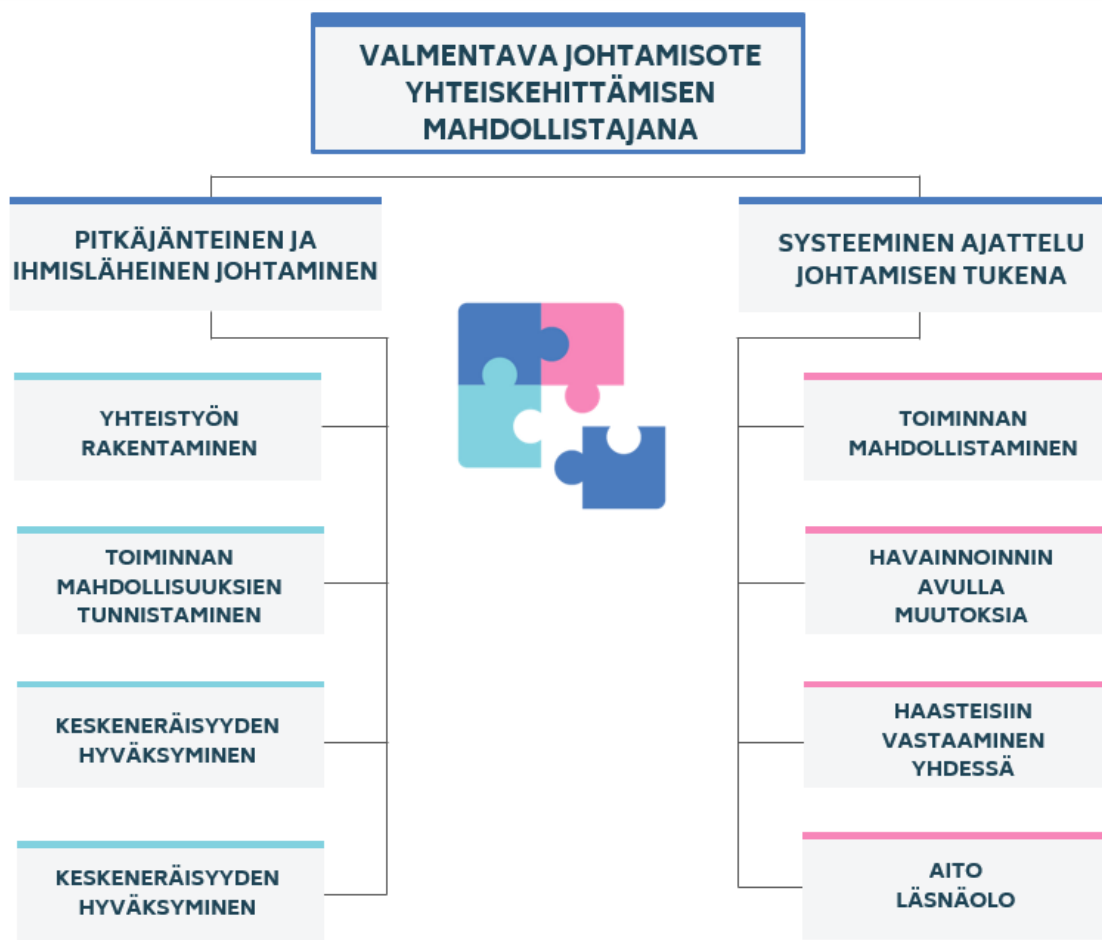 VALMENTAVA JOHTAMISOTE
YHTEISKEHITTÄMISEN
MAHDOLLISTAJANA
PITKÄJÄNTEINEN JA
IHMISLÄHEINEN JOHTAMINEN
YHTEISTYÖN
RAKENTAMINEN
TOIMINNAN
MAHDOLLISUUKSIEN
TUNNISTAMINEN
KESKENERÄISYYDEN
HYVÄKSYMINEN
KESKENERÄISYYDEN
HYVÄKSYMINEN
SYSTEEMINEN AJATTELU
JOHTAMISEN TUKENA
TOIMINNAN
MAHDOLLISTAMINEN
HAVAINNOINNIN
AVULLA
MUUTOKSIA
HAASTEISIIN
VASTAAMINEN
YHDESSÄ
AITO
LÄSNÄOLO